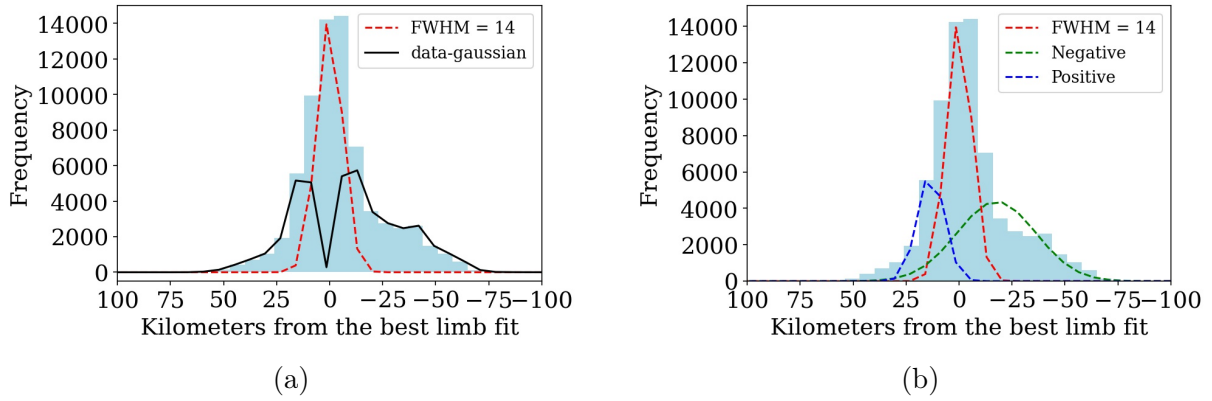 14000
12000
10000
8000
6000
4000
2000
0
Frequency
FWHM = 14
data-gaussian
100 75 50 25 0 −25 −50 −75 −100
Kilometers from the best limb fit
(a)
14000
12000
10000
8000
6000
4000
2000
0
Frequency
FWHM = 14
Negative
Positive
100 75 50 25 0 −25 −50 −75 −100
Kilometers from the best limb fit
(b)